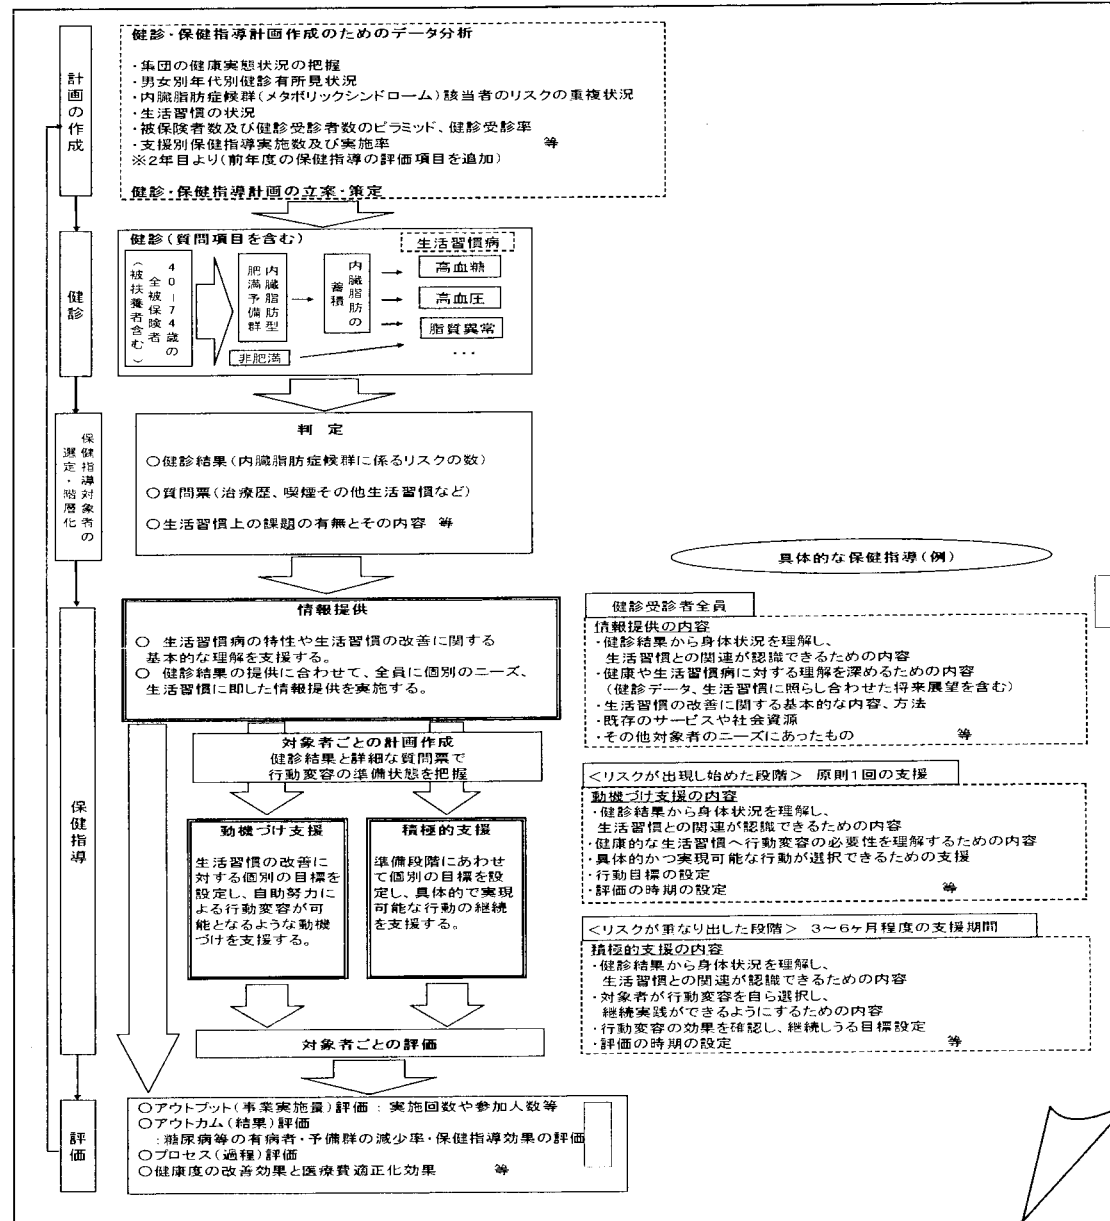 計画の作成
健診・保健指導計画作成のためのデータ分析
・集団の健康実態状況の把握
・男女別年代別健診有所見状況
・内臓脂肪症候群(メタボリックシンドローム)該当者のリスクの重複状況
・生活習慣の状況
・被保険者数及び健診受診者数のピラミッド、健診受診率
・支援別保健指導実施数及び実施率 等
※2年目より(前年度の保健指導の評価項目を追加)
健診・保健指導計画の立案・策定
健診
健診(質問項目を含む)
生活習慣病
40-74歳の
全被保険者
(被扶養者含む)
内臓脂肪型
肥満予備群
内臓脂肪の
蓄積
高血糖
高血圧
脂質異常
・・・
非肥満
保健指導対象者の
選定・階層化
判 定
○健診結果(内臓脂肪症候群に係るリスクの数)
○質問票(治療歴、喫煙その他生活習慣など)
○生活習慣上の課題の有無とその内容 等
保健指導
情報提供
○ 生活習慣病の特性や生活習慣の改善に関する
基本的な理解を支援する。
○ 健診結果の提供に合わせて、全員に個別のニーズ、
生活習慣に即した情報提供を実施する。
対象者ごとの計画作成
健診結果と詳細な質問票で
行動変容の準備状態を把握
動機づけ支援
生活習慣の改善に
対する個別の目標を
設定し、自助努力に
よる行動変容が可
能となるような動機
づけを支援する。
積極的支援
準備段階にあわせ
て個別の目標を設
定し、具体的で実現
可能な行動の継続
を支援する。
対象者ごとの評価
評価
○アウトプット(事業実施量)評価 : 実施回数や参加人数等
○アウトカム(結果)評価
:糖尿病等の有病者・予備群の減少率・保健指導効果の評価
○プロセス(過程)評価
○健康度の改善効果と医療費適正化効果 等
具体的な保健指導(例)
健診受診者全員
情報提供の内容
・健診結果から身体状況を理解し、
生活習慣との関連が認識できるための内容
・健康や生活習慣病に対する理解を深めるための内容
(健診データ、生活習慣に照らし合わせた将来展望を含む)
・生活習慣の改善に関する基本的な内容、方法
・既存のサービスや社会資源
・その他対象者のニーズにあったもの 等
<リスクが出現し始めた段階> 原則1回の支援
動機づけ支援の内容
・健診結果から身体状況を理解し、
生活習慣との関連が認識できるための内容
・健康的な生活習慣へ行動変容の必要性を理解するための内容
・具体的かつ実現可能な行動が選択できるための支援
・行動目標の設定
・評価の時期の設定 等
<リスクが重なり出した段階> 3~6ヶ月程度の支援期間
積極的支援の内容
・健診結果から身体状況を理解し、
生活習慣との関連が認識できるための内容
・対象者が行動変容を自ら選択し、
継続実践ができるようにするための内容
・行動変容の効果を確認し、継続しうる目標設定
・評価の時期の設定 等